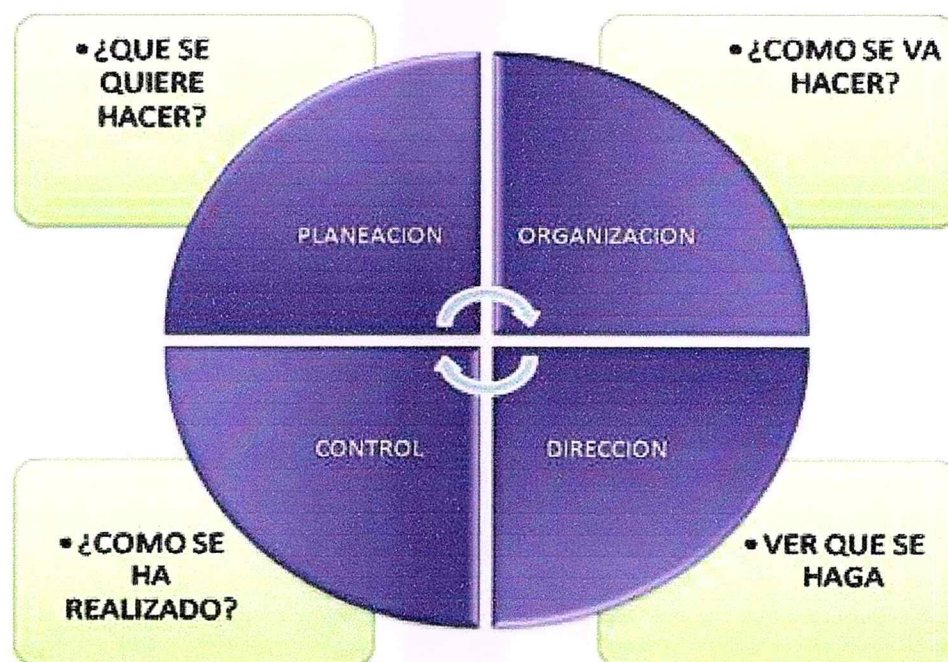 • ¿QUE SE
QUIERE
HACER?
• ¿COMO SE VA
HACER?
PLANEACION
ORGANIZACION
CONTROL
DIRECCION
• ¿COMO SE
HA
REALIZADO?
• VER QUE SE
HAGA